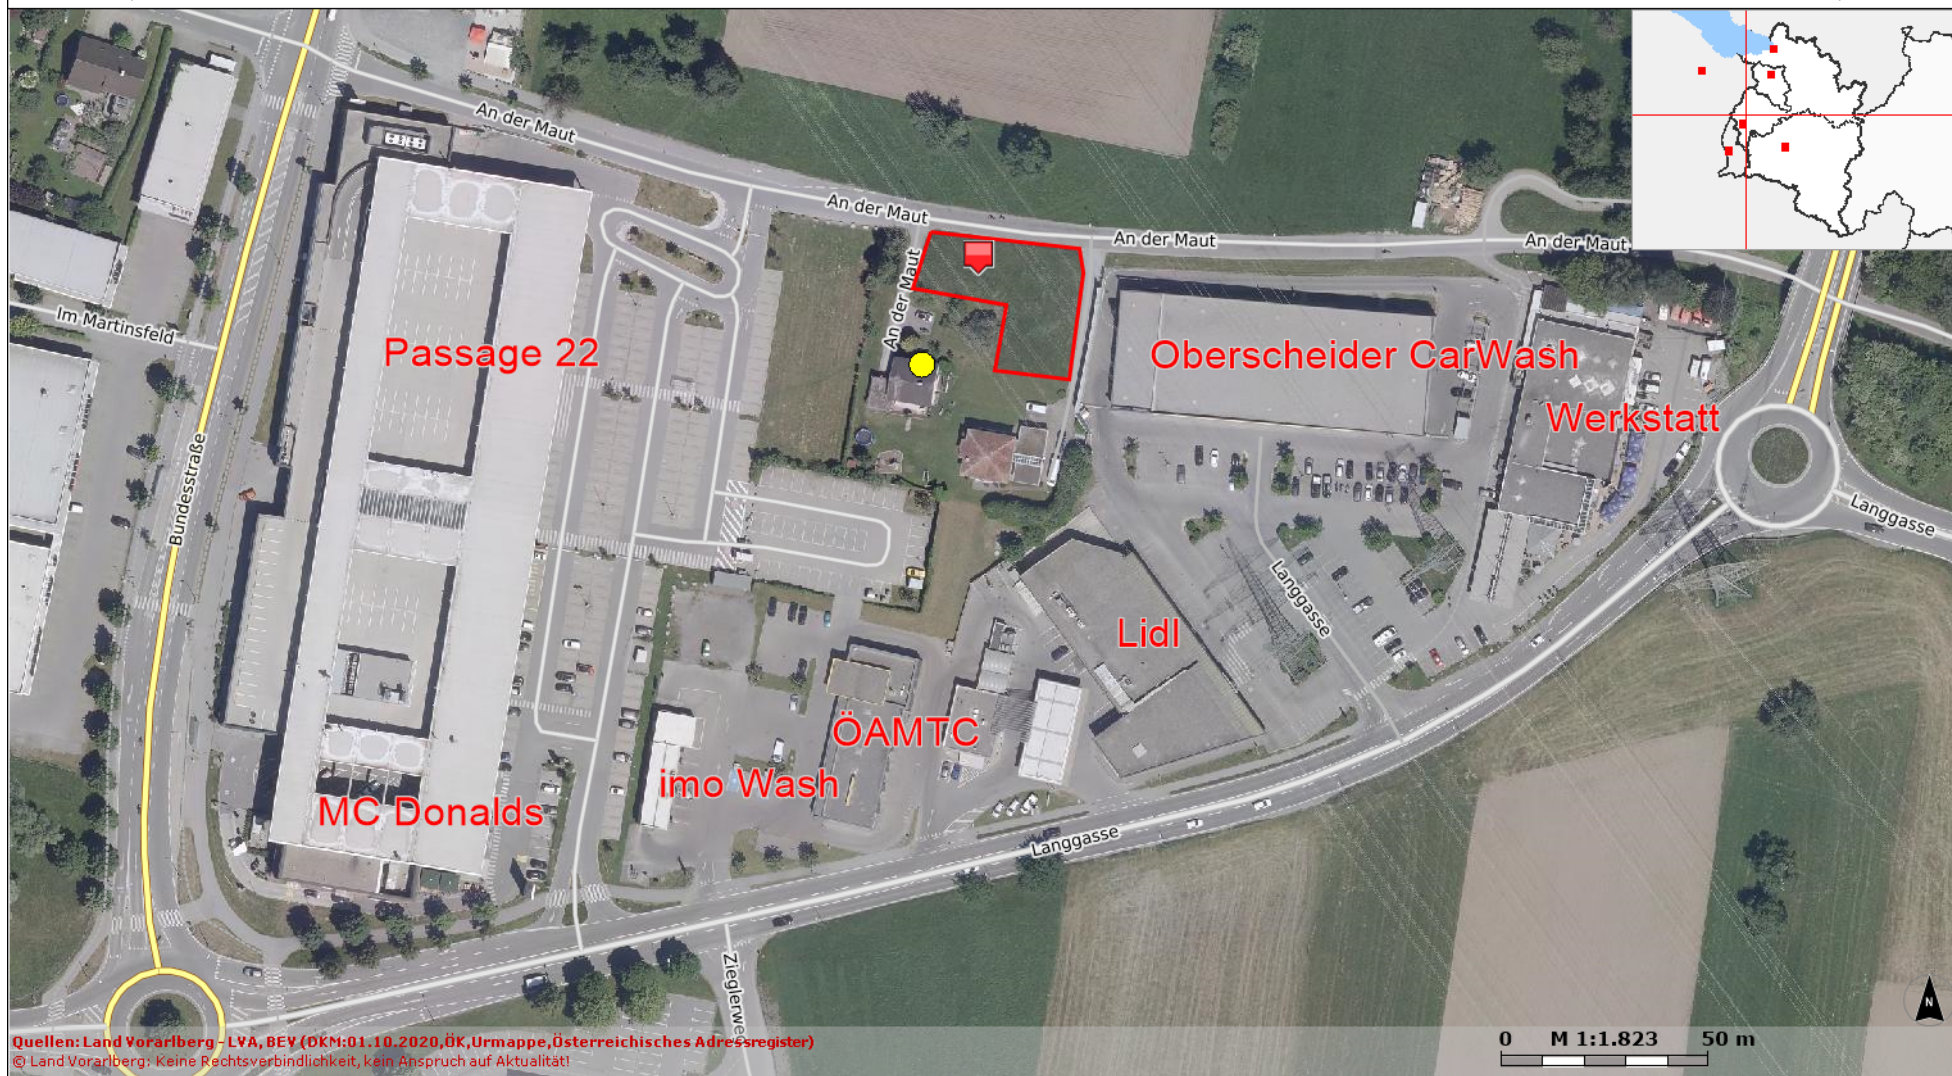 An der Maut
An der Maut
An der Maut
An der Maut
An der Maut
Im Martinsfeld
Passage 22
Oberscheider CarWash
Werkstatt
Bundesstraße
Langgasse
Langgasse
Lidl
ÖAMTC
imo Wash
MC Donalds
Langgasse
Zieglerweg
0 M 1:1.823 50 m
N
Quellen: Land Vorarlberg - LVA, BEV (DKM:01.10.2020,ÖK,Urmappe,Österreichisches Adressregister)
© Land Vorarlberg: Keine Rechtsverbindlichkeit, kein Anspruch auf Aktualität!